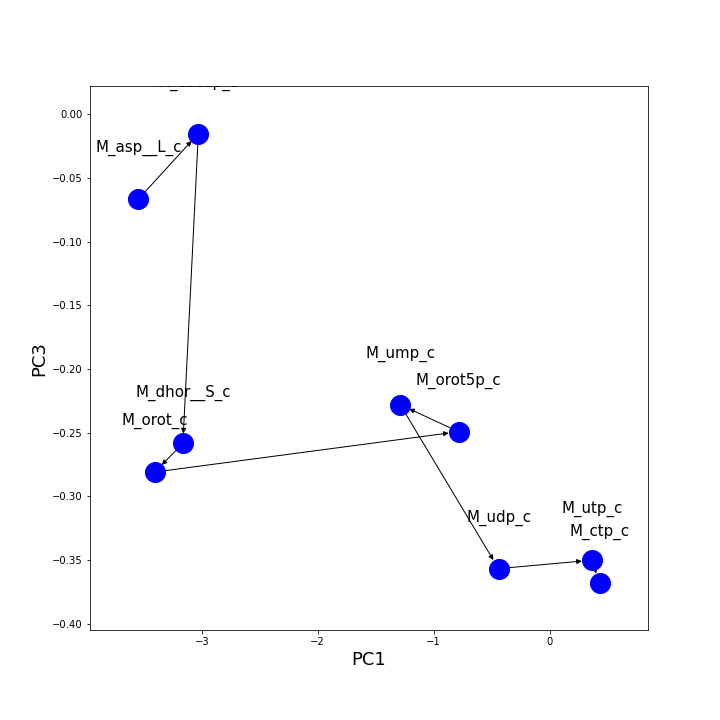 0.00
M_asp__L_c
−0.05
−0.10
−0.15
M_ump_c
−0.20
M_orot5p_c
M_dhor__S_c
M_orot_c
−0.25
−0.30
M_utp_c
M_udp_c
M_ctp_c
−0.35
−0.40
PC3
−3
−2
−1
0
PC1